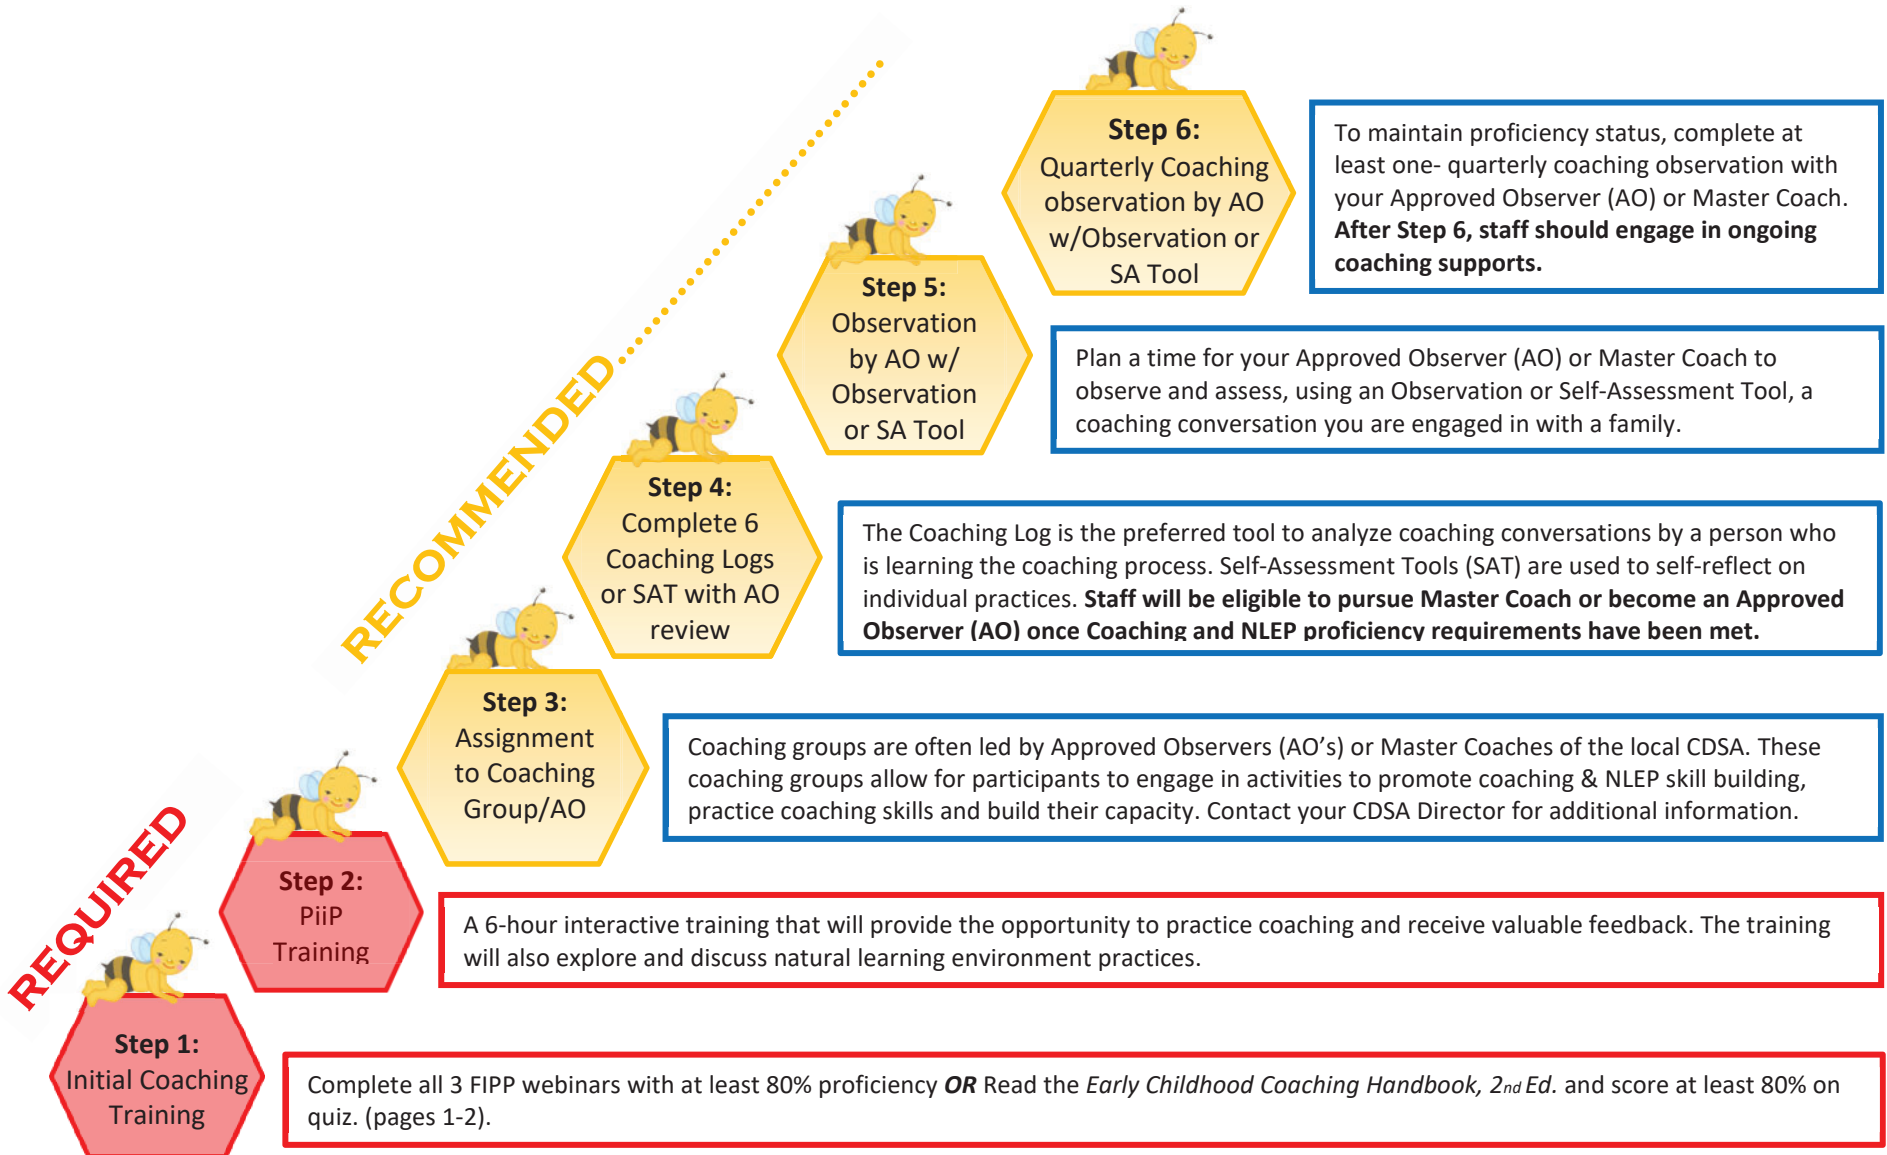 RECOMMENDED
REQUIRED
Step 6:
Quarterly Coaching
observation by AO
w/Observation or
SA Tool
To maintain proficiency status, complete at
least one- quarterly coaching observation with
your Approved Observer (AO) or Master Coach.
After Step 6, staff should engage in ongoing
coaching supports.
Step 5:
Observation
by AO w/
Observation
or SA Tool
Plan a time for your Approved Observer (AO) or Master Coach to
observe and assess, using an Observation or Self-Assessment Tool, a
coaching conversation you are engaged in with a family.
Step 4:
Complete 6
Coaching Logs
or SAT with AO
review
The Coaching Log is the preferred tool to analyze coaching conversations by a person who
is learning the coaching process. Self-Assessment Tools (SAT) are used to self-reflect on
individual practices. Staff will be eligible to pursue Master Coach or become an Approved
Observer (AO) once Coaching and NLEP proficiency requirements have been met.
Step 3:
Assignment
to Coaching
Group/AO
Coaching groups are often led by Approved Observers (AO’s) or Master Coaches of the local CDSA. These
coaching groups allow for participants to engage in activities to promote coaching & NLEP skill building,
practice coaching skills and build their capacity. Contact your CDSA Director for additional information.
Step 2:
PiiP
Training
A 6-hour interactive training that will provide the opportunity to practice coaching and receive valuable feedback. The training
will also explore and discuss natural learning environment practices.
Step 1:
Initial Coaching
Training
Complete all 3 FIPP webinars with at least 80% proficiency OR Read the Early Childhood Coaching Handbook, 2nd Ed. and score at least 80% on
quiz. (pages 1-2).